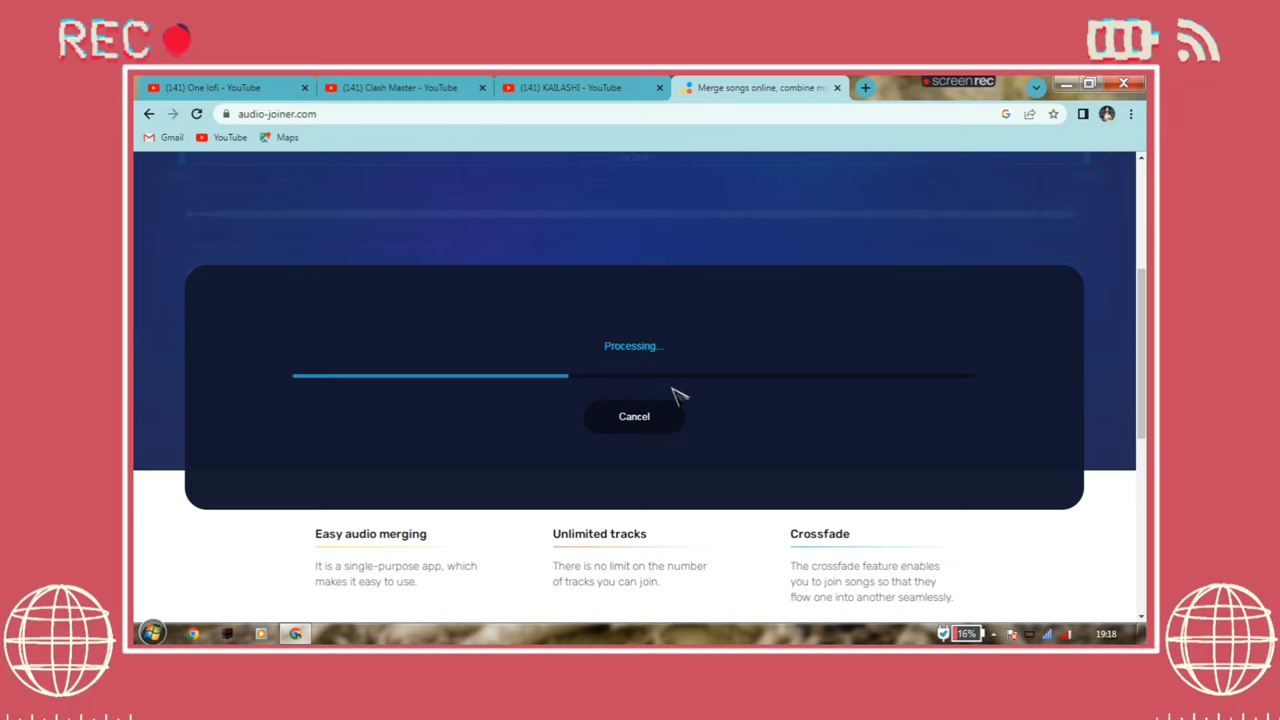 REC
screenrec
(141) One lofi - YouTube
(141) Clash Master - YouTube
(141) KAILASHI - YouTube
Merge songs online, combine m
audio-joiner.com
Gmail
YouTube
Maps
Processing...
Cancel
Easy audio merging
It is a single-purpose app, which
makes it easy to use.
Unlimited tracks
There is no limit on the number
of tracks you can join.
Crossfade
The crossfade feature enables
you to join songs so that they
flow one into another seamlessly.
16%
19:18